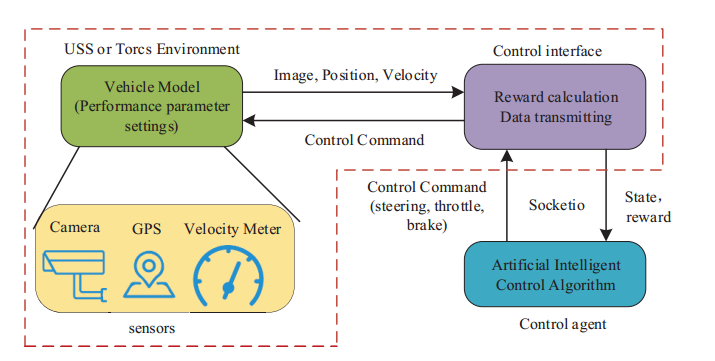 USS or Torcs Environment
Control interface
Vehicle Model
(Performance parameter
settings)
Image, Position, Velocity
Reward calculation
Data transmitting
Control Command
Control Command
(steering, throttle,
brake)
Socketio
State,
reward
Camera
GPS
Velocity Meter
sensors
Artificial Intelligent
Control Algorithm
Control agent